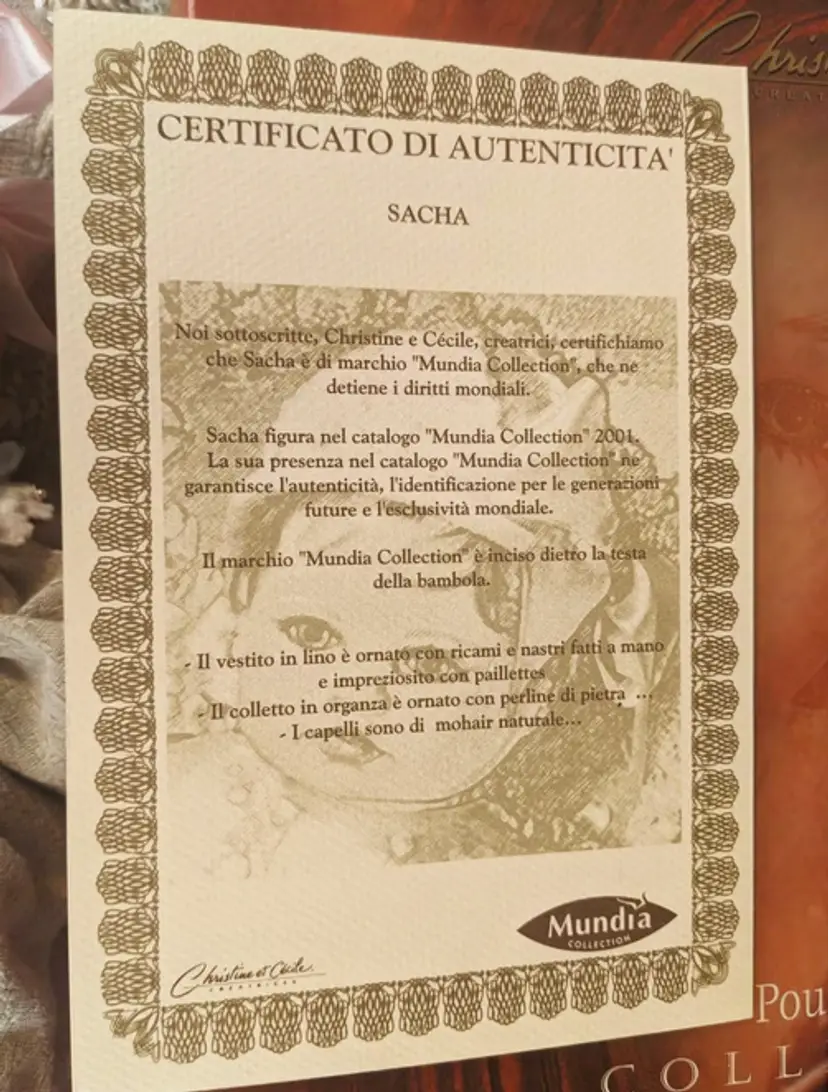 CERTIFICATO DI AUTENTICITA'
SACHA
Noi sottoscritte, Christine e Cécile, creatrici, certifichiamo
che Sacha è di marchio "Mundia Collection", che ne
detiene i diritti mondiali.
Sacha figura nel catalogo "Mundia Collection" 2001.
La sua presenza nel catalogo "Mundia Collection" ne
garantisce l'autenticità, l'identificazione per le generazioni
future e l'esclusività mondiale.
Il marchio "Mundia Collection" è inciso dietro la testa
della bambola.
- Il vestito in lino è ornato con ricami e nastri fatti a mano
e impreziosito con paillettes
- Il colletto in organza è ornato con perline di pietra ...
- I capelli sono di mohair naturale...
Mundia
COLLECTION
Christine et Cécile
CREATRICES
Chris
CREAT
Pou
COLL